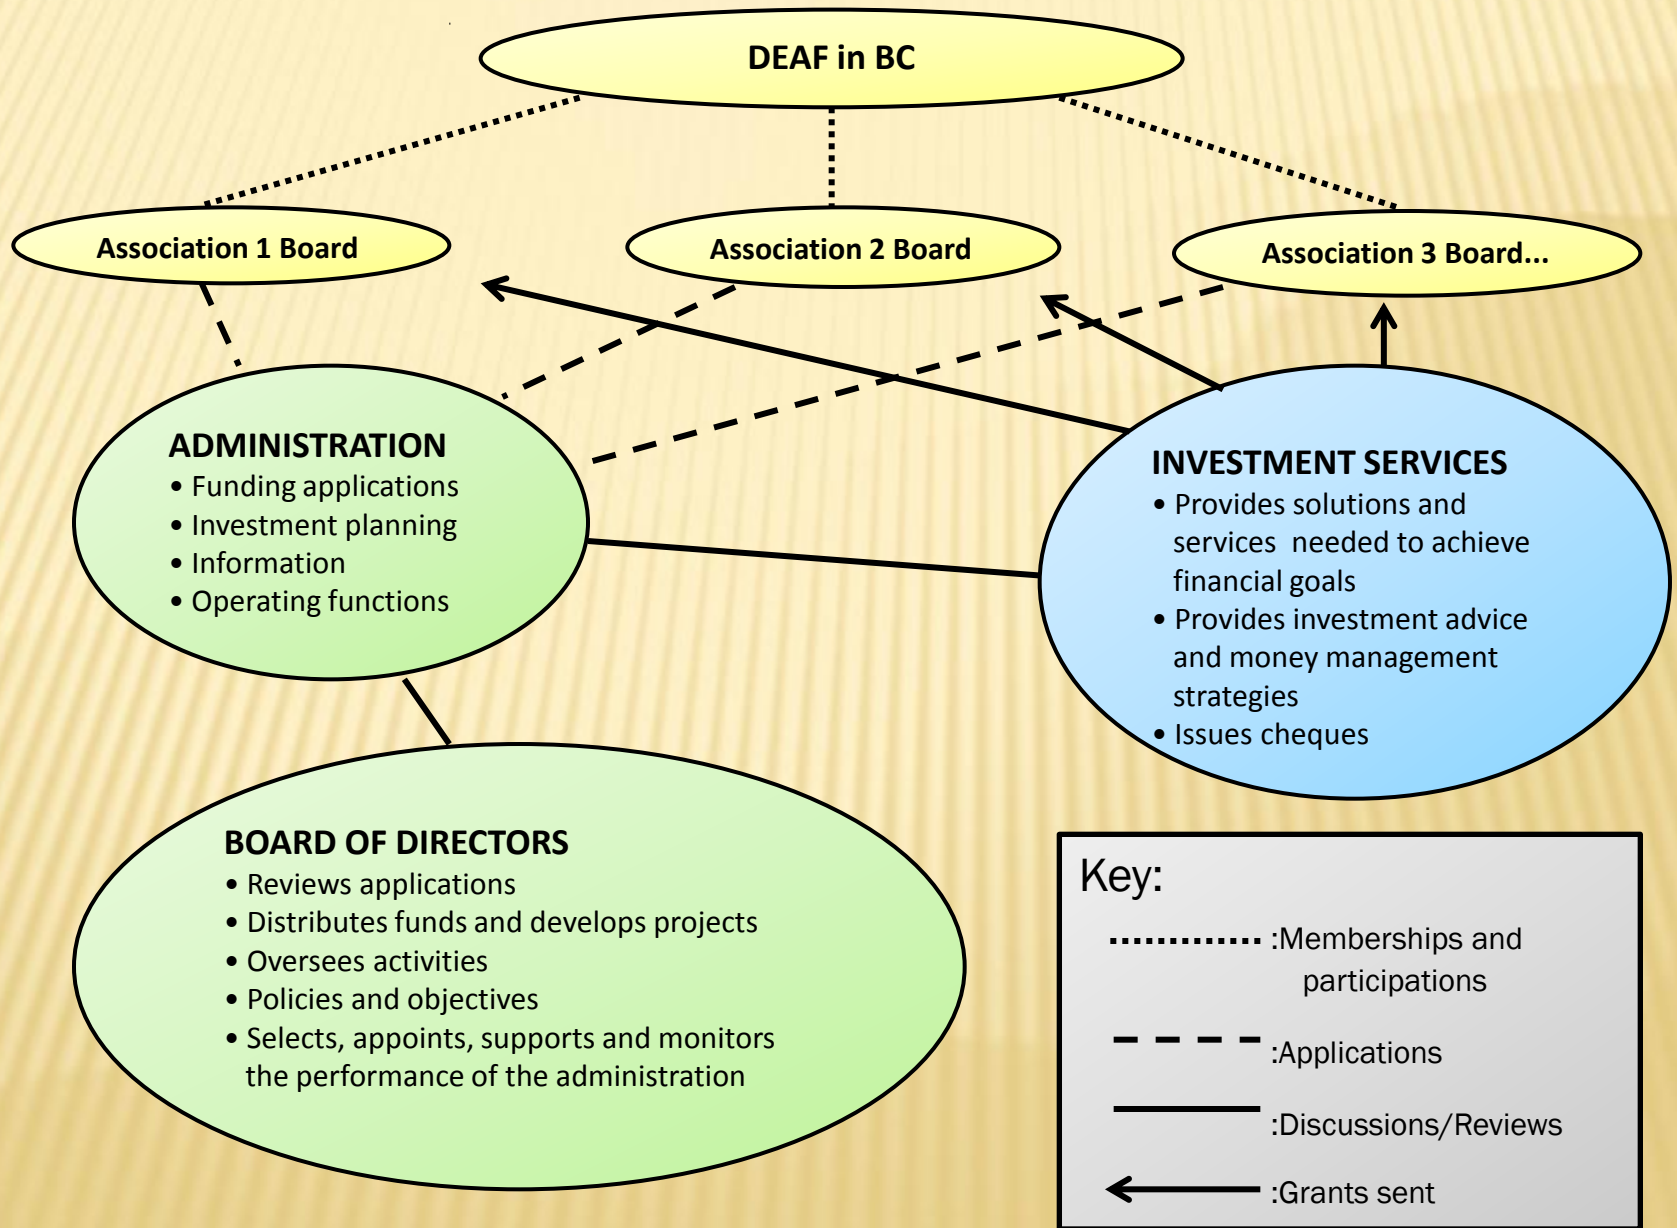 DEAF in BC
Association 1 Board
Association 2 Board
Association 3 Board...
ADMINISTRATION
• Funding applications
• Investment planning
• Information
• Operating functions
INVESTMENT SERVICES
• Provides solutions and
services needed to achieve
financial goals
• Provides investment advice
and money management
strategies
• Issues cheques
BOARD OF DIRECTORS
• Reviews applications
• Distributes funds and develops projects
• Oversees activities
• Policies and objectives
• Selects, appoints, supports and monitors
the performance of the administration
Key:
:Memberships and
participations
:Applications
:Discussions/Reviews
:Grants sent